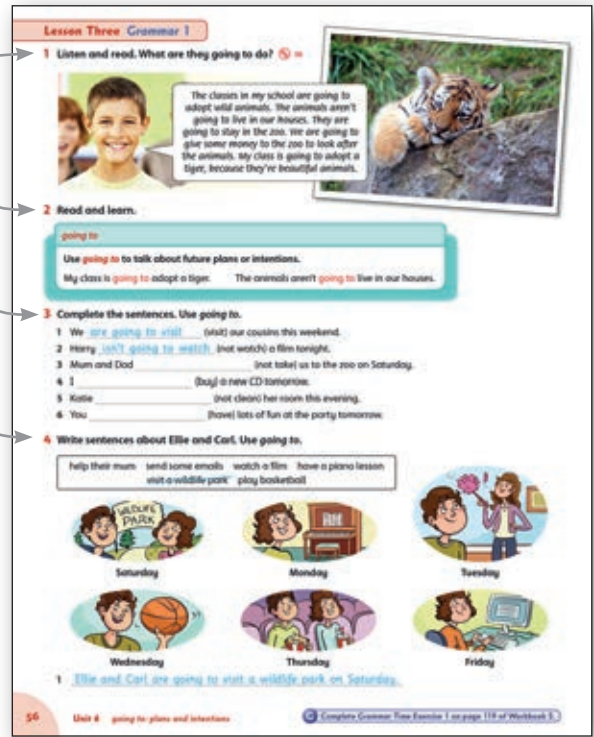 Lesson Three Grammar 1
1 Listen and read. What are they going to do?
The classes in my school are going to
adopt wild animals. The animals aren't
going to live in our houses. They are
going to stay in the zoo. We are going to
give some money to the zoo to look after
the animals. My class is going to adopt a
tiger, because they're beautiful animals.
2 Read and learn.
going to
Use going to to talk about future plans or intentions.
My class is going to adopt a tiger. The animals aren't going to live in our houses.
3 Complete the sentences. Use going to.
1 We are going to visit (visit) our cousins this weekend.
2 Harry isn't going to watch (not watch) a film tonight.
3 Mum and Dad (not take) us to the zoo on Saturday.
4 I (buy) a new CD tomorrow.
5 Katie (not clean) her room this evening.
6 You (have) lots of fun at the party tomorrow.
4 Write sentences about Ellie and Carl. Use going to.
help their mum send some emails watch a film have a piano lesson
visit a wildlife park play basketball
WILDLIFE
PARK
Saturday Monday Tuesday
Wednesday Thursday Friday
1 Ellie and Carl are going to visit a wildlife park on Saturday.
56 Unit 6 going to: plans and intentions Complete Grammar Time Exercise 1 on page 119 of Workbook 5.